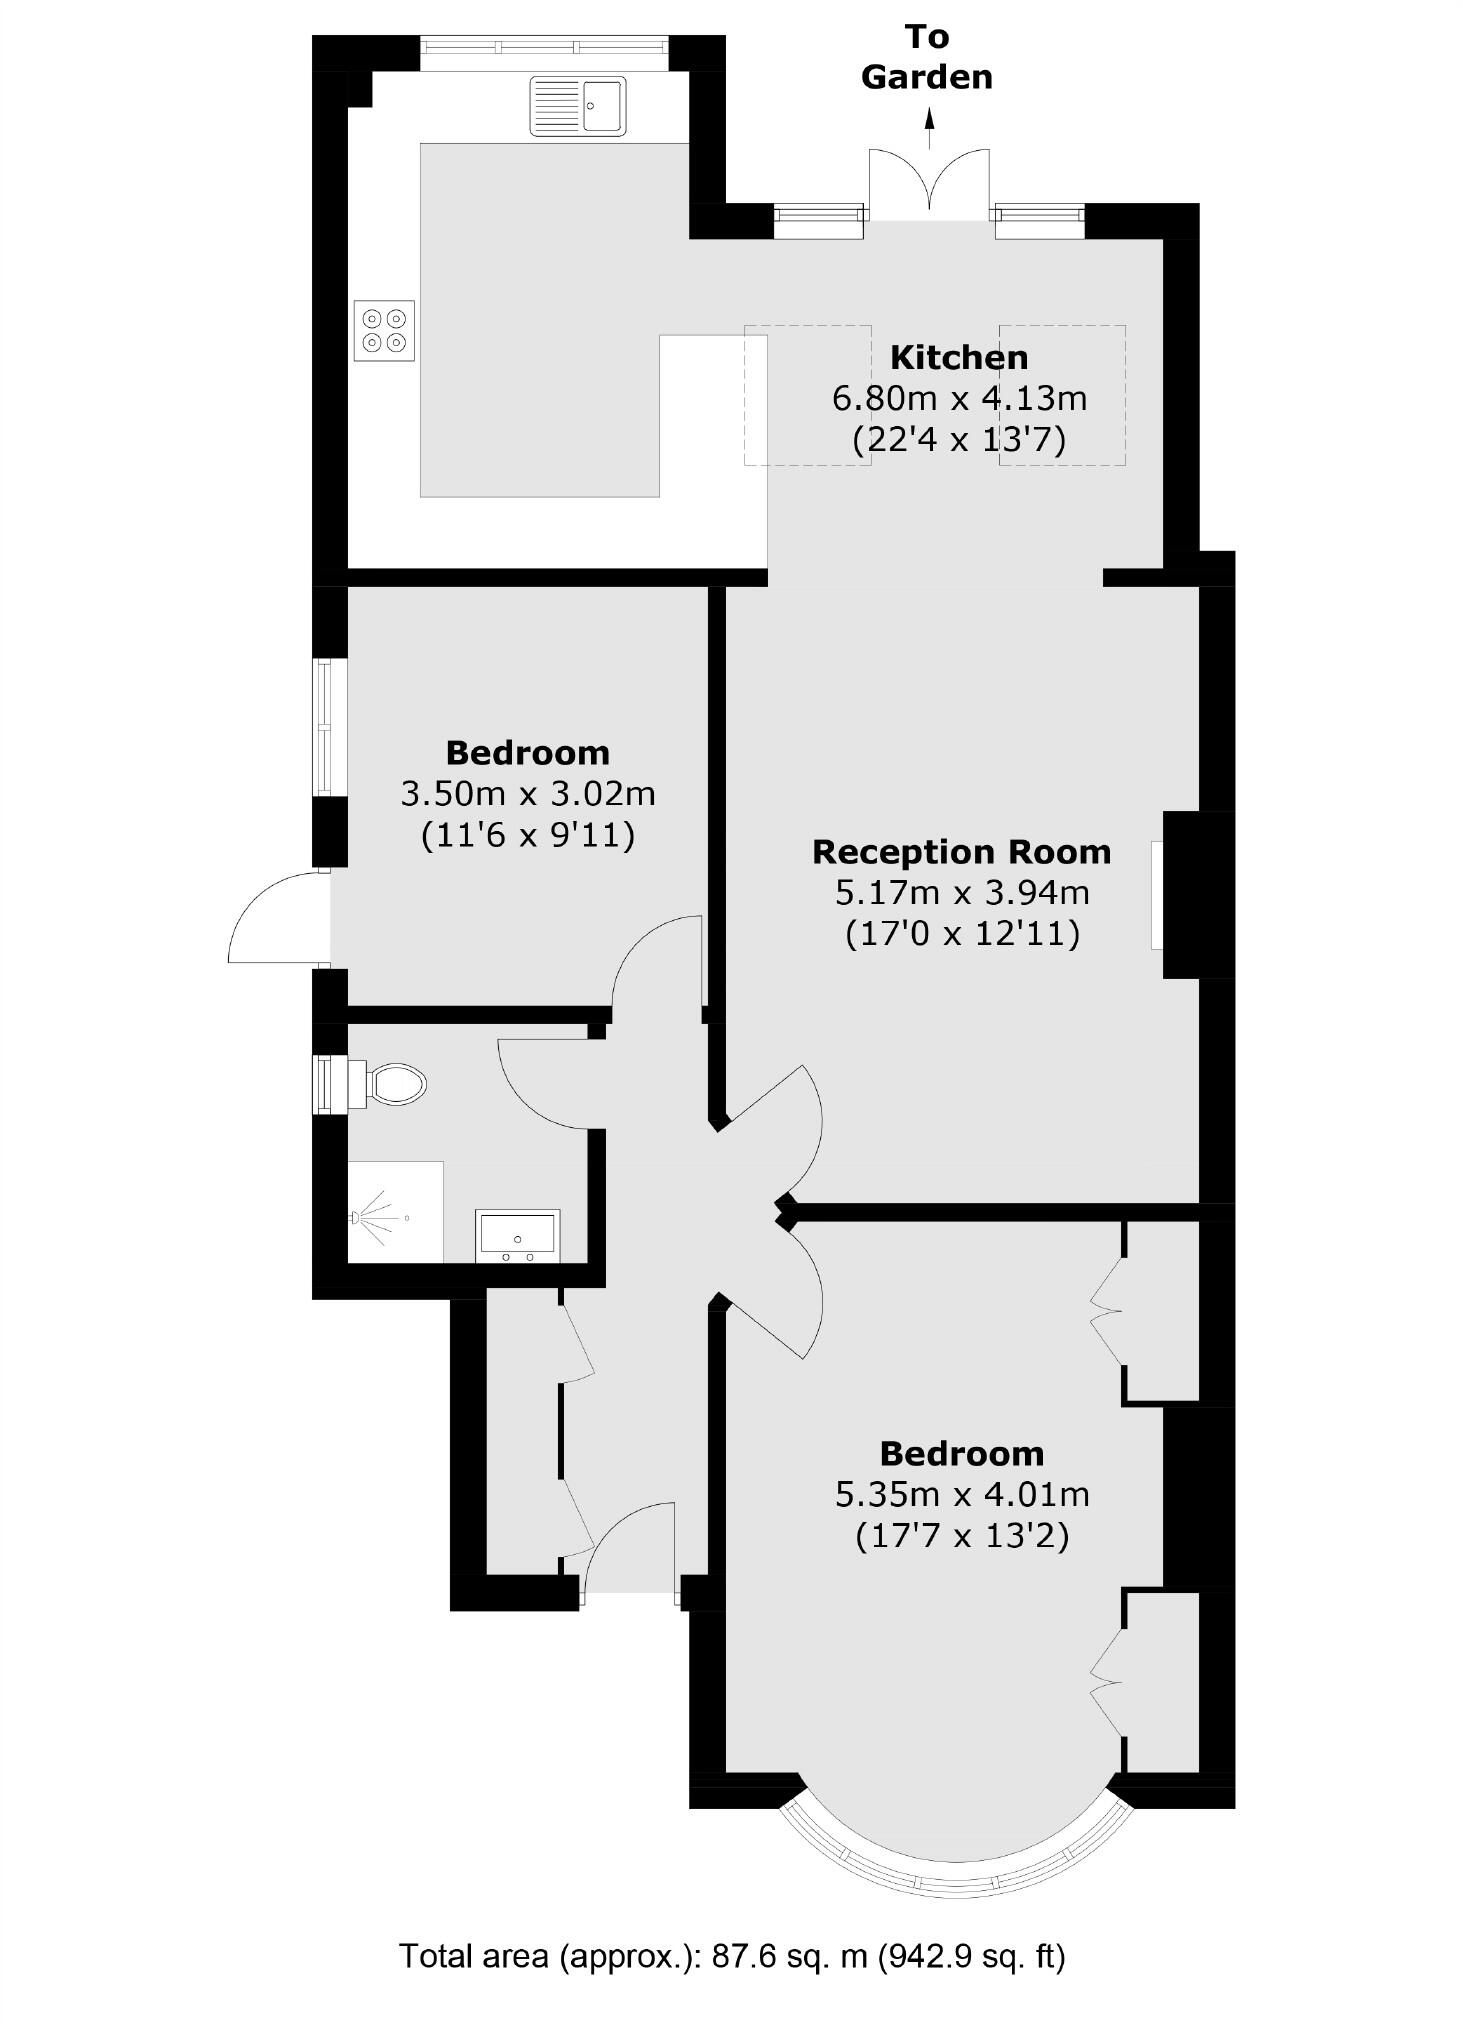 To
Garden
Kitchen
6.80m x 4.13m
(22'4 x 13'7)
Bedroom
3.50m x 3.02m
(11'6 x 9'11)
Reception Room
5.17m x 3.94m
(17'0 x 12'11)
Bedroom
5.35m x 4.01m
(17'7 x 13'2)
Total area (approx.): 87.6 sq. m (942.9 sq. ft)